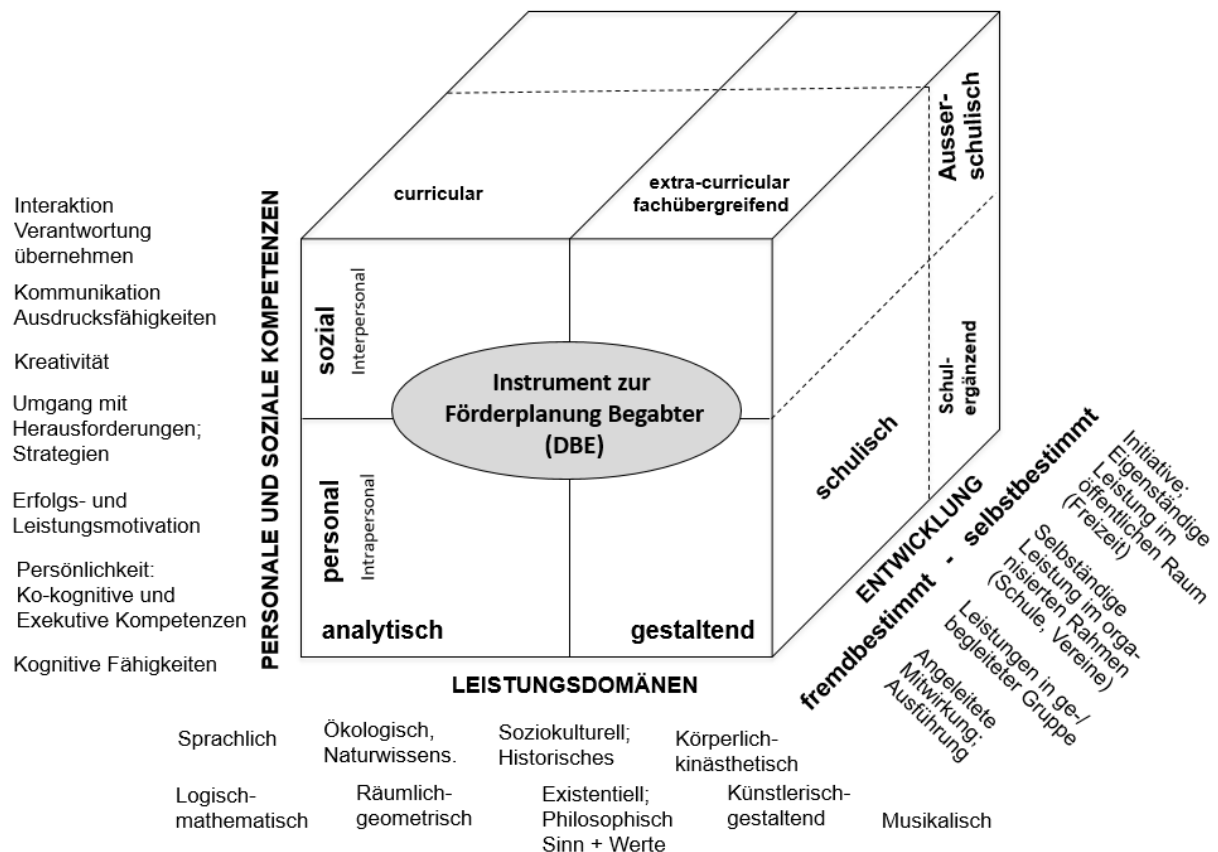 curricular
extra-curricular
fachübergreifend
Ausser-
schulisch
Schul-
ergänzend
schulisch
sozial
Interpersonal
personal
Intrapersonal
Instrument zur
Förderplanung Begabter
(DBE)
analytisch
gestaltend
PERSONALE UND SOZIALE KOMPETENZEN
Interaktion
Verantwortung
übernehmen
Kommunikation
Ausdrucksfähigkeiten
Kreativität
Umgang mit
Herausforderungen;
Strategien
Erfolgs- und
Leistungsmotivation
Persönlichkeit:
Ko-kognitive und
Exekutive Kompetenzen
Kognitive Fähigkeiten
LEISTUNGSDOMÄNEN
Sprachlich
Ökologisch,
Naturwissens.
Soziokulturell;
Historisches
Körperlich-
kinästhetisch
Logisch-
mathematisch
Räumlich-
geometrisch
Existentiell;
Philosophisch
Sinn + Werte
Künstlerisch-
gestaltend
Musikalisch
ENTWICKLUNG
fremdbestimmt - selbstbestimmt
Initiative;
Eigenständige
Leistung im
öffentlichen Raum
(Freizeit)
Selbständige
Leistung im orga-
nisierten Rahmen
(Schule, Vereine)
Leistungen in ge-/
begleiteter Gruppe
Angeleitete
Mitwirkung;
Ausführung